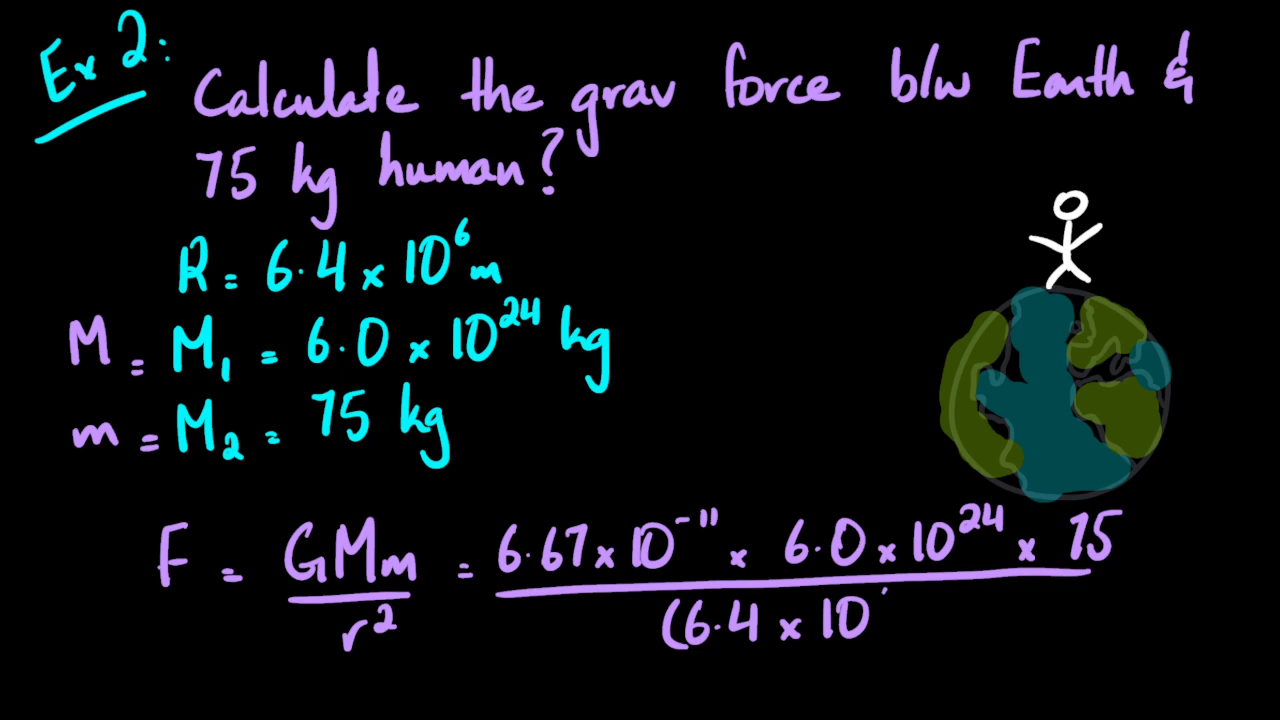 Ex 2:
Calculate the grav force b/w Earth &
75 kg human?
R = 6.4 × 10⁶ m
M = M₁ = 6.0 × 10²⁴ kg
m = M₂ = 75 kg
F = GMm/r² = 6.67 × 10⁻¹¹ × 6.0 × 10²⁴ × 75 / (6.4 × 10